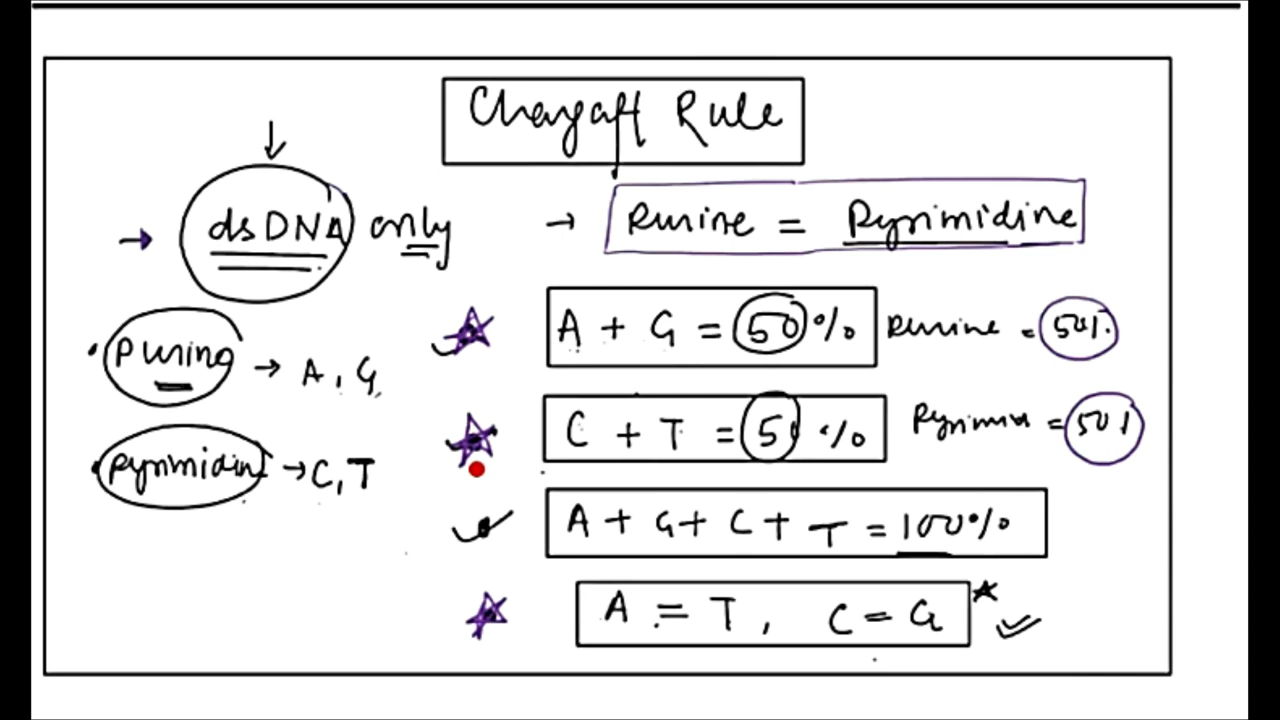 Chargaff Rule
dsDNA only → Purine = Pyrimidine
• Purine → A, G
• Pyrimidine → C, T
A + G = 50% Purine = 50%
C + T = 50% Pyrimidine = 50%
A + G + C + T = 100%
A = T, C = G